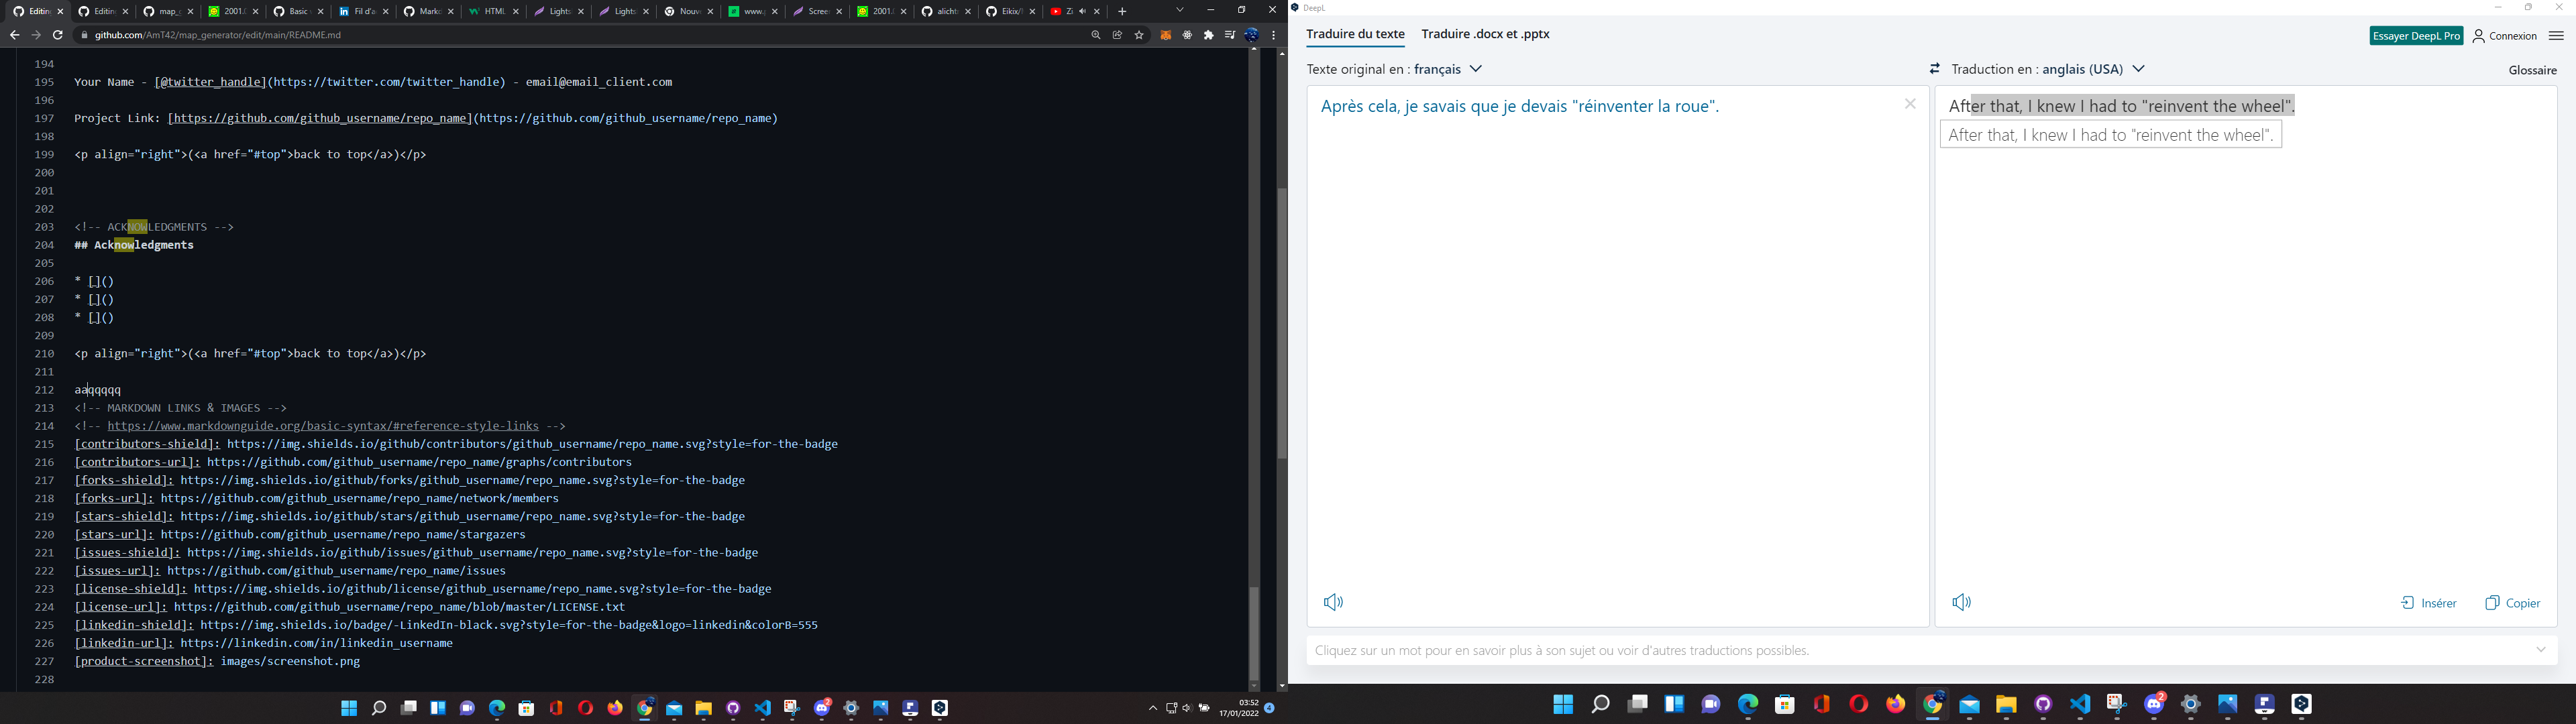 Editing
Editing
map_g
2001.0
Basic
Fil d'a
Markd
HTML
Lights
Lights
Nouv
www.
Scree
2001.0
alicht
Eikix/
Zi
github.com/AmT42/map_generator/edit/main/README.md
194
195 Your Name - [@twitter_handle](https://twitter.com/twitter_handle) - email@email_client.com
196
197 Project Link: [https://github.com/github_username/repo_name](https://github.com/github_username/repo_name)
198
199 <p align="right">(<a href="#top">back to top</a>)</p>
200
201
202
203 <!-- ACKNOWLEDGMENTS -->
204 ## Acknowledgments
205
206 * []()
207 * []()
208 * []()
209
210 <p align="right">(<a href="#top">back to top</a>)</p>
211
212 aaqqqqq
213 <!-- MARKDOWN LINKS & IMAGES -->
214 <!-- https://www.markdownguide.org/basic-syntax/#reference-style-links -->
215 [contributors-shield]: https://img.shields.io/github/contributors/github_username/repo_name.svg?style=for-the-badge
216 [contributors-url]: https://github.com/github_username/repo_name/graphs/contributors
217 [forks-shield]: https://img.shields.io/github/forks/github_username/repo_name.svg?style=for-the-badge
218 [forks-url]: https://github.com/github_username/repo_name/network/members
219 [stars-shield]: https://img.shields.io/github/stars/github_username/repo_name.svg?style=for-the-badge
220 [stars-url]: https://github.com/github_username/repo_name/stargazers
221 [issues-shield]: https://img.shields.io/github/issues/github_username/repo_name.svg?style=for-the-badge
222 [issues-url]: https://github.com/github_username/repo_name/issues
223 [license-shield]: https://img.shields.io/github/license/github_username/repo_name.svg?style=for-the-badge
224 [license-url]: https://github.com/github_username/repo_name/blob/master/LICENSE.txt
225 [linkedin-shield]: https://img.shields.io/badge/-LinkedIn-black.svg?style=for-the-badge&logo=linkedin&colorB=555
226 [linkedin-url]: https://linkedin.com/in/linkedin_username
227 [product-screenshot]: images/screenshot.png
228
2
03:52
17/01/2022
4
DeepL
Traduire du texte Traduire .docx et .pptx
Essayer DeepL Pro Connexion
Texte original en : français
Traduction en : anglais (USA)
Glossaire
Après cela, je savais que je devais "réinventer la roue".
After that, I knew I had to "reinvent the wheel".
After that, I knew I had to "reinvent the wheel".
Insérer Copier
Cliquez sur un mot pour en savoir plus à son sujet ou voir d'autres traductions possibles.
2